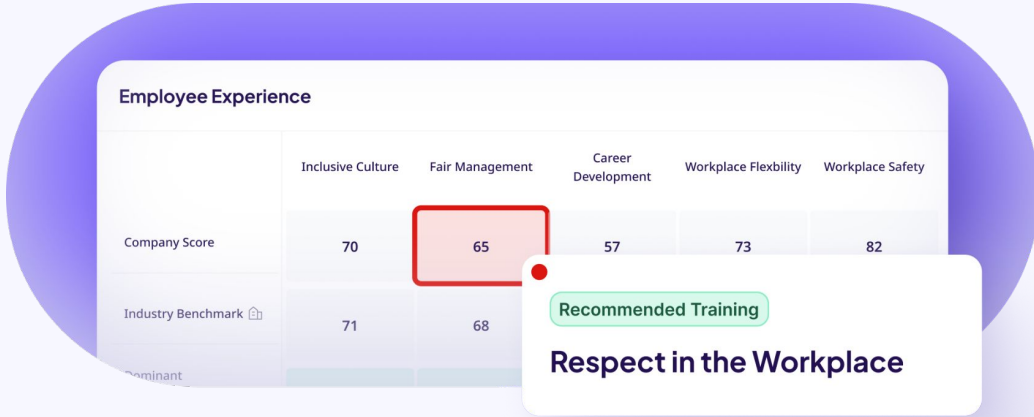 Employee Experience
Inclusive Culture
Fair Management
Career
Development
Workplace Flexbility
Workplace Safety
Company Score
70
65
57
73
82
Industry Benchmark
71
68
Dominant
Recommended Training
Respect in the Workplace